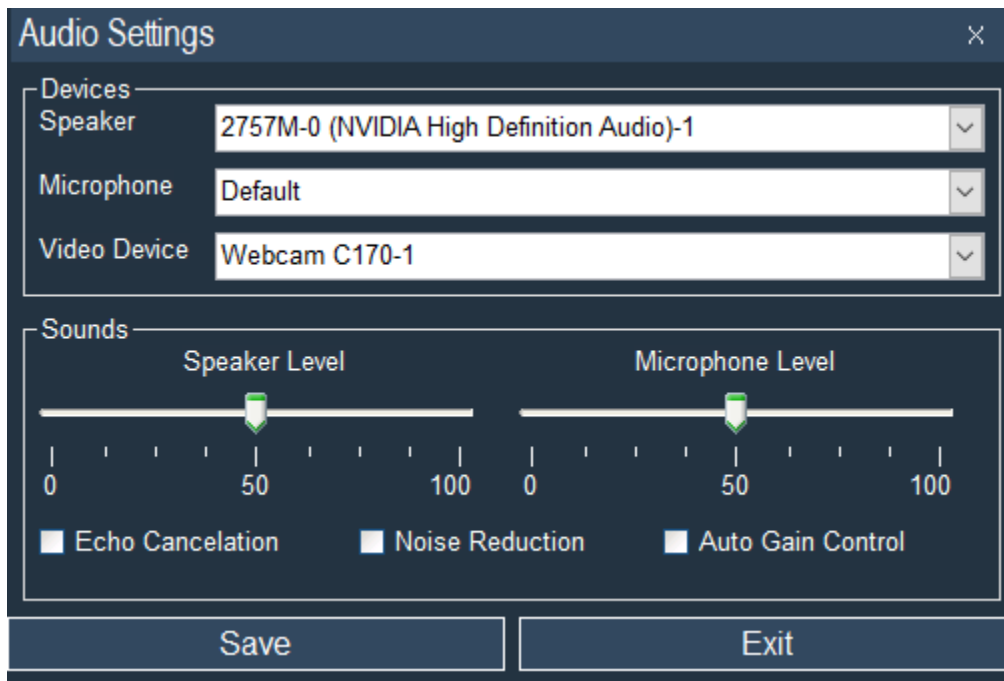 Audio Settings
Devices
Speaker
2757M-0 (NVIDIA High Definition Audio)-1
Microphone
Default
Video Device
Webcam C170-1
Sounds
Speaker Level
Microphone Level
0 50 100
0 50 100
Echo Cancelation
Noise Reduction
Auto Gain Control
Save
Exit